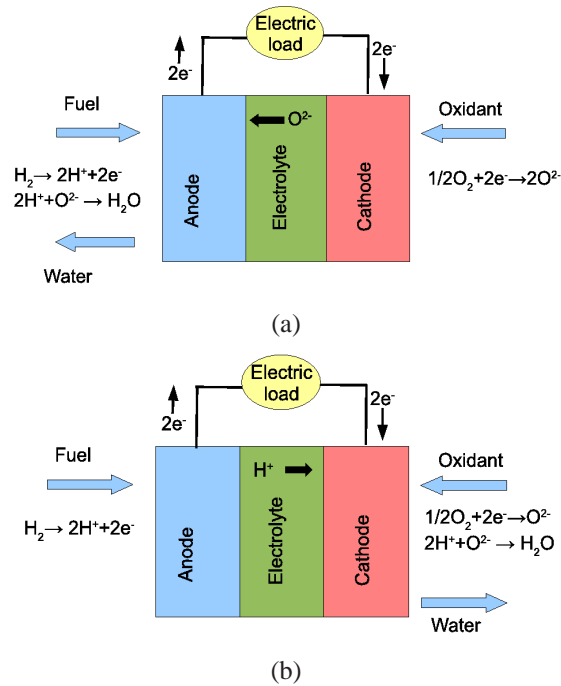 Electric
load
2e⁻
2e⁻
Fuel
Oxidant
O²⁻
H₂→ 2H⁺+2e⁻
2H⁺+O²⁻ → H₂O
1/2O₂+2e⁻→2O²⁻
Anode
Electrolyte
Cathode
Water
(a)
Electric
load
2e⁻
2e⁻
Fuel
Oxidant
H⁺
H₂→ 2H⁺+2e⁻
1/2O₂+2e⁻→O²⁻
2H⁺+O²⁻ → H₂O
Anode
Electrolyte
Cathode
Water
(b)